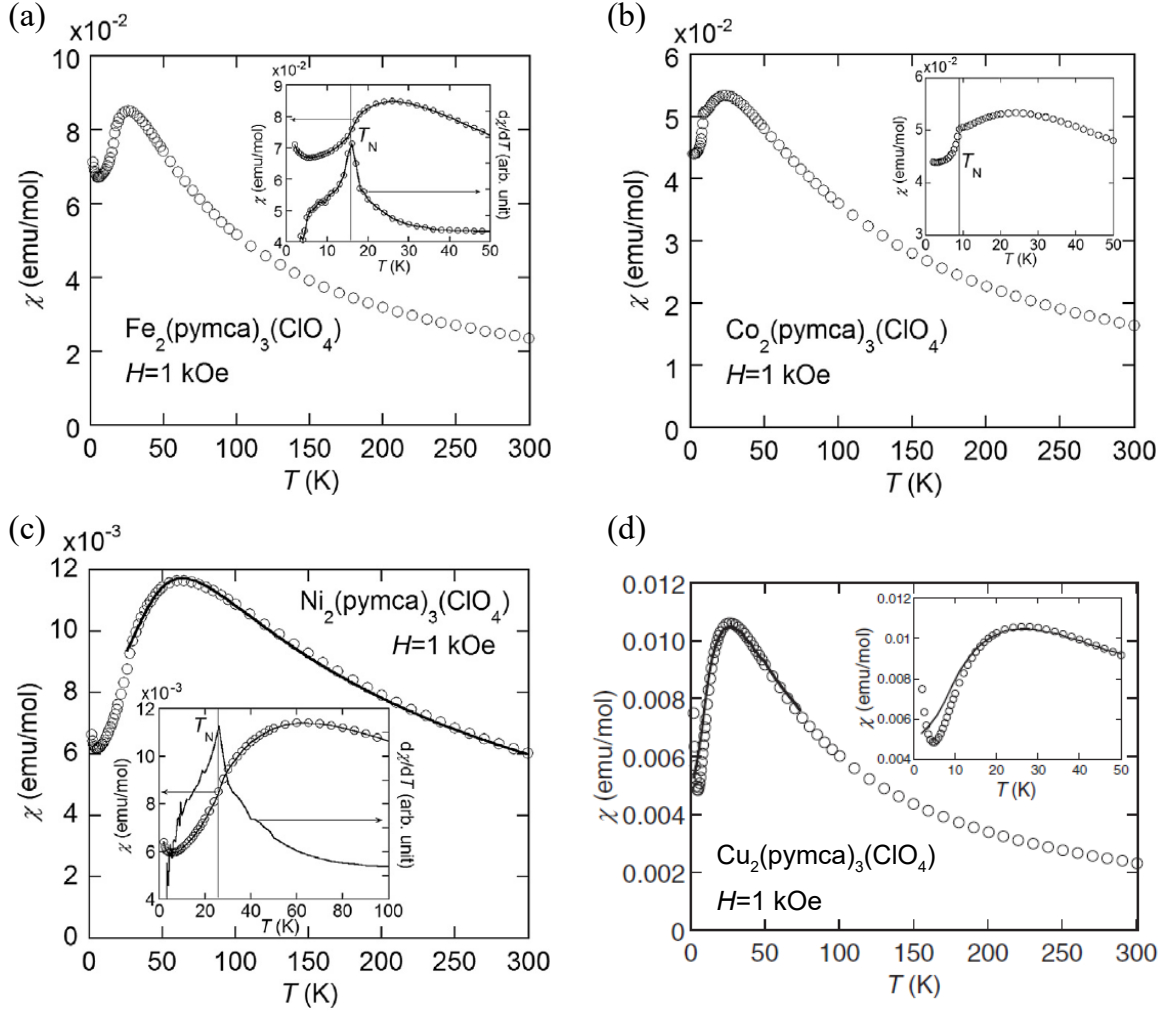 (a)
x10⁻²
10
8
6
4
2
0
χ (emu/mol)
0 50 100 150 200 250 300
T (K)
Fe₂(pymca)₃(ClO₄)
H=1 kOe
x10⁻²
9
8
7
6
5
4
χ (emu/mol)
T_N
dχ/dT (arb. unit)
0 10 20 30 40 50
T (K)
(b)
x10⁻²
6
5
4
3
2
1
0
χ (emu/mol)
0 50 100 150 200 250 300
T (K)
Co₂(pymca)₃(ClO₄)
H=1 kOe
x10⁻²
6
5
4
3
χ (emu/mol)
T_N
0 10 20 30 40 50
T (K)
(c)
x10⁻³
12
10
8
6
4
2
0
χ (emu/mol)
0 50 100 150 200 250 300
T (K)
Ni₂(pymca)₃(ClO₄)
H=1 kOe
x10⁻³
12
10
8
6
4
χ (emu/mol)
T_N
dχ/dT (arb. unit)
0 20 40 60 80 100
T (K)
(d)
0.012
0.010
0.008
0.006
0.004
0.002
0
χ (emu/mol)
0 50 100 150 200 250 300
T (K)
Cu₂(pymca)₃(ClO₄)
H=1 kOe
0.012
0.010
0.008
0.006
0.004
χ (emu/mol)
0 10 20 30 40 50
T (K)